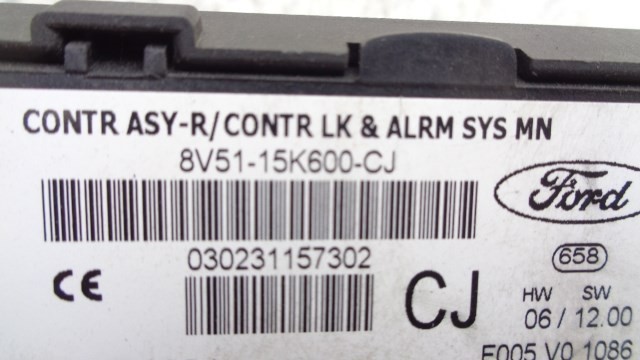 CONTR ASY-R/CONTR LK & ALRM SYS MN
8V51-15K600-CJ
Ford
030231157302
658
CE
CJ
HW SW
06 / 12.00
E005 V0 1086